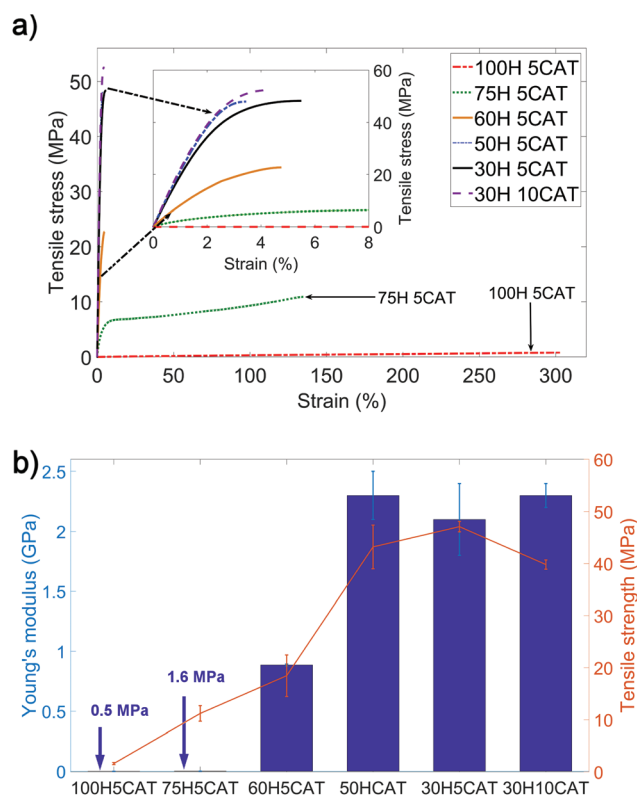 a)
Tensile stress (MPa)
50
40
30
20
10
0
0
50
100
150
200
250
300
Strain (%)
0
2
4
6
8
Strain (%)
60
40
20
0
Tensile stress (MPa)
100H 5CAT
75H 5CAT
60H 5CAT
50H 5CAT
30H 5CAT
30H 10CAT
75H 5CAT
100H 5CAT
b)
Young's modulus (GPa)
2.5
2
1.5
1
0.5
0
0.5 MPa
1.6 MPa
60
50
40
30
20
10
0
Tensile strength (MPa)
100H5CAT 75H5CAT 60H5CAT 50HCAT 30H5CAT 30H10CAT